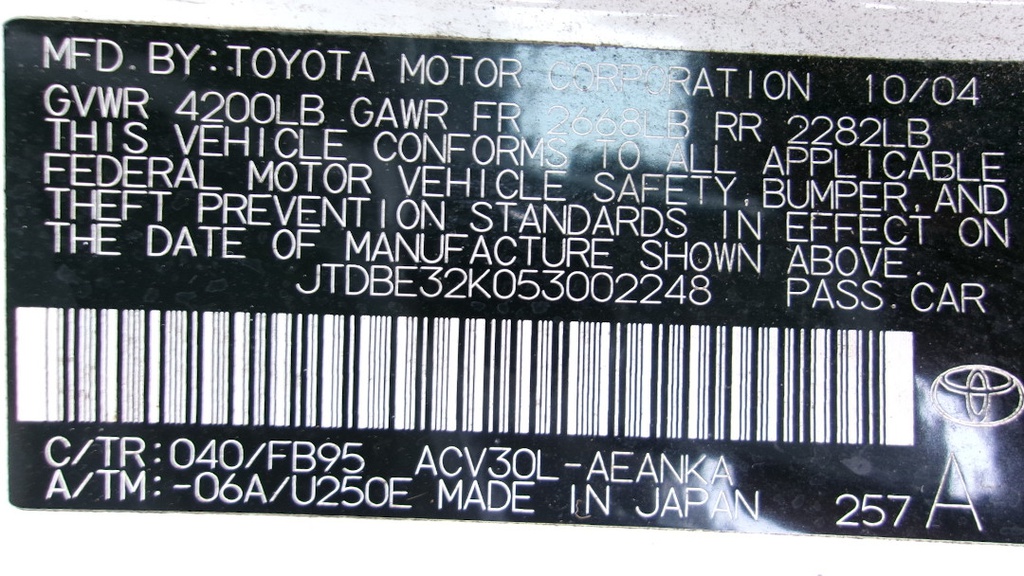 MFD. BY: TOYOTA MOTOR CORPORATION 10/04
GVWR 4200LB GAWR FR 2668LB RR 2282LB
THIS VEHICLE CONFORMS TO ALL APPLICABLE
FEDERAL MOTOR VEHICLE SAFETY, BUMPER, AND
THEFT PREVENTION STANDARDS IN EFFECT ON
THE DATE OF MANUFACTURE SHOWN ABOVE.
JTDBE32K053002248 PASS. CAR
C/TR: 040/FB95 ACV30L-AEANKA
A/TM: -06A/U250E MADE IN JAPAN 257 A